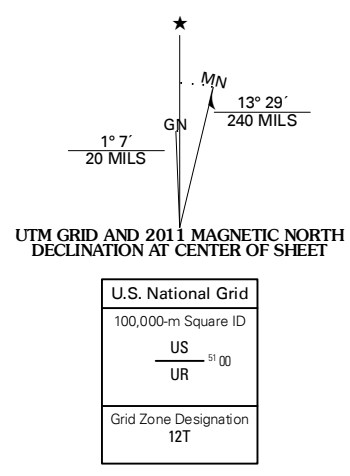 ★
MN
13° 29´
240 MILS
GN
1° 7´
20 MILS
UTM GRID AND 2011 MAGNETIC NORTH
DECLINATION AT CENTER OF SHEET
U.S. National Grid
100,000-m Square ID
US
51 00
UR
Grid Zone Designation
12T